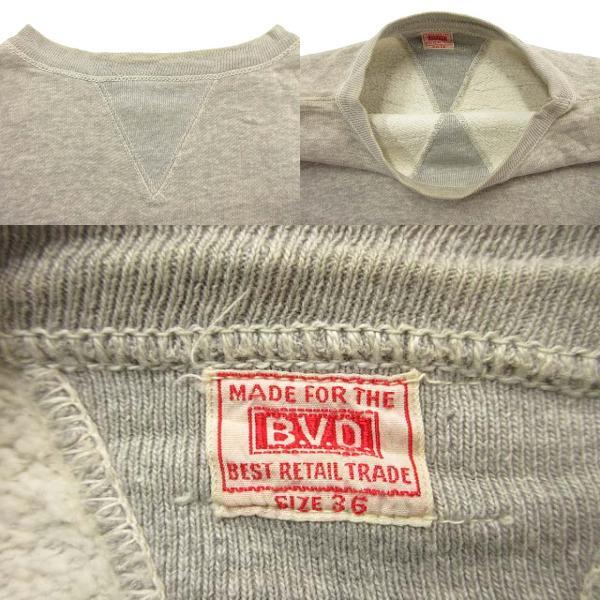 MADE FOR THE
B.V.D
BEST RETAIL TRADE
SIZE 36